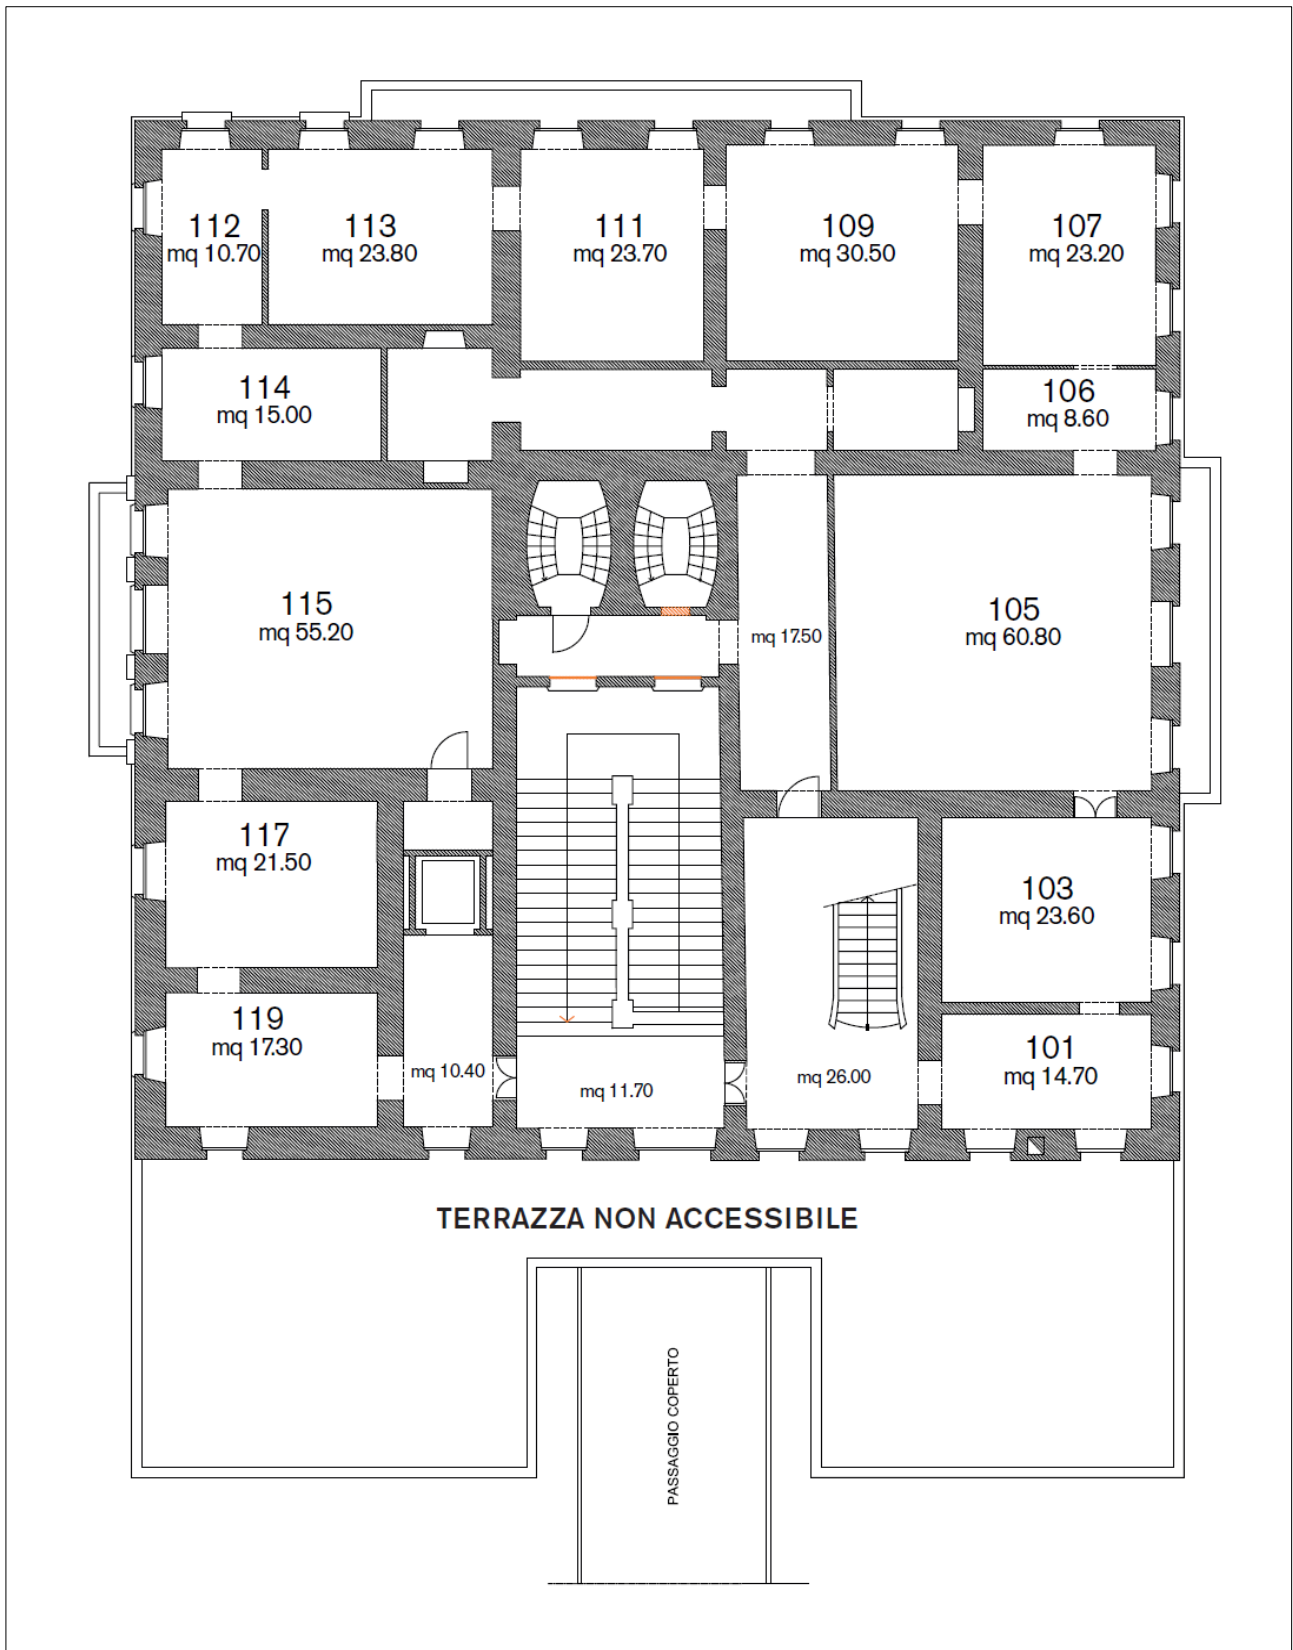 112
mq 10.70
113
mq 23.80
111
mq 23.70
109
mq 30.50
107
mq 23.20
114
mq 15.00
106
mq 8.60
115
mq 55.20
mq 17.50
105
mq 60.80
117
mq 21.50
103
mq 23.60
119
mq 17.30
mq 10.40
mq 11.70
mq 26.00
101
mq 14.70
TERRAZZA NON ACCESSIBILE
PASSAGGIO COPERTO